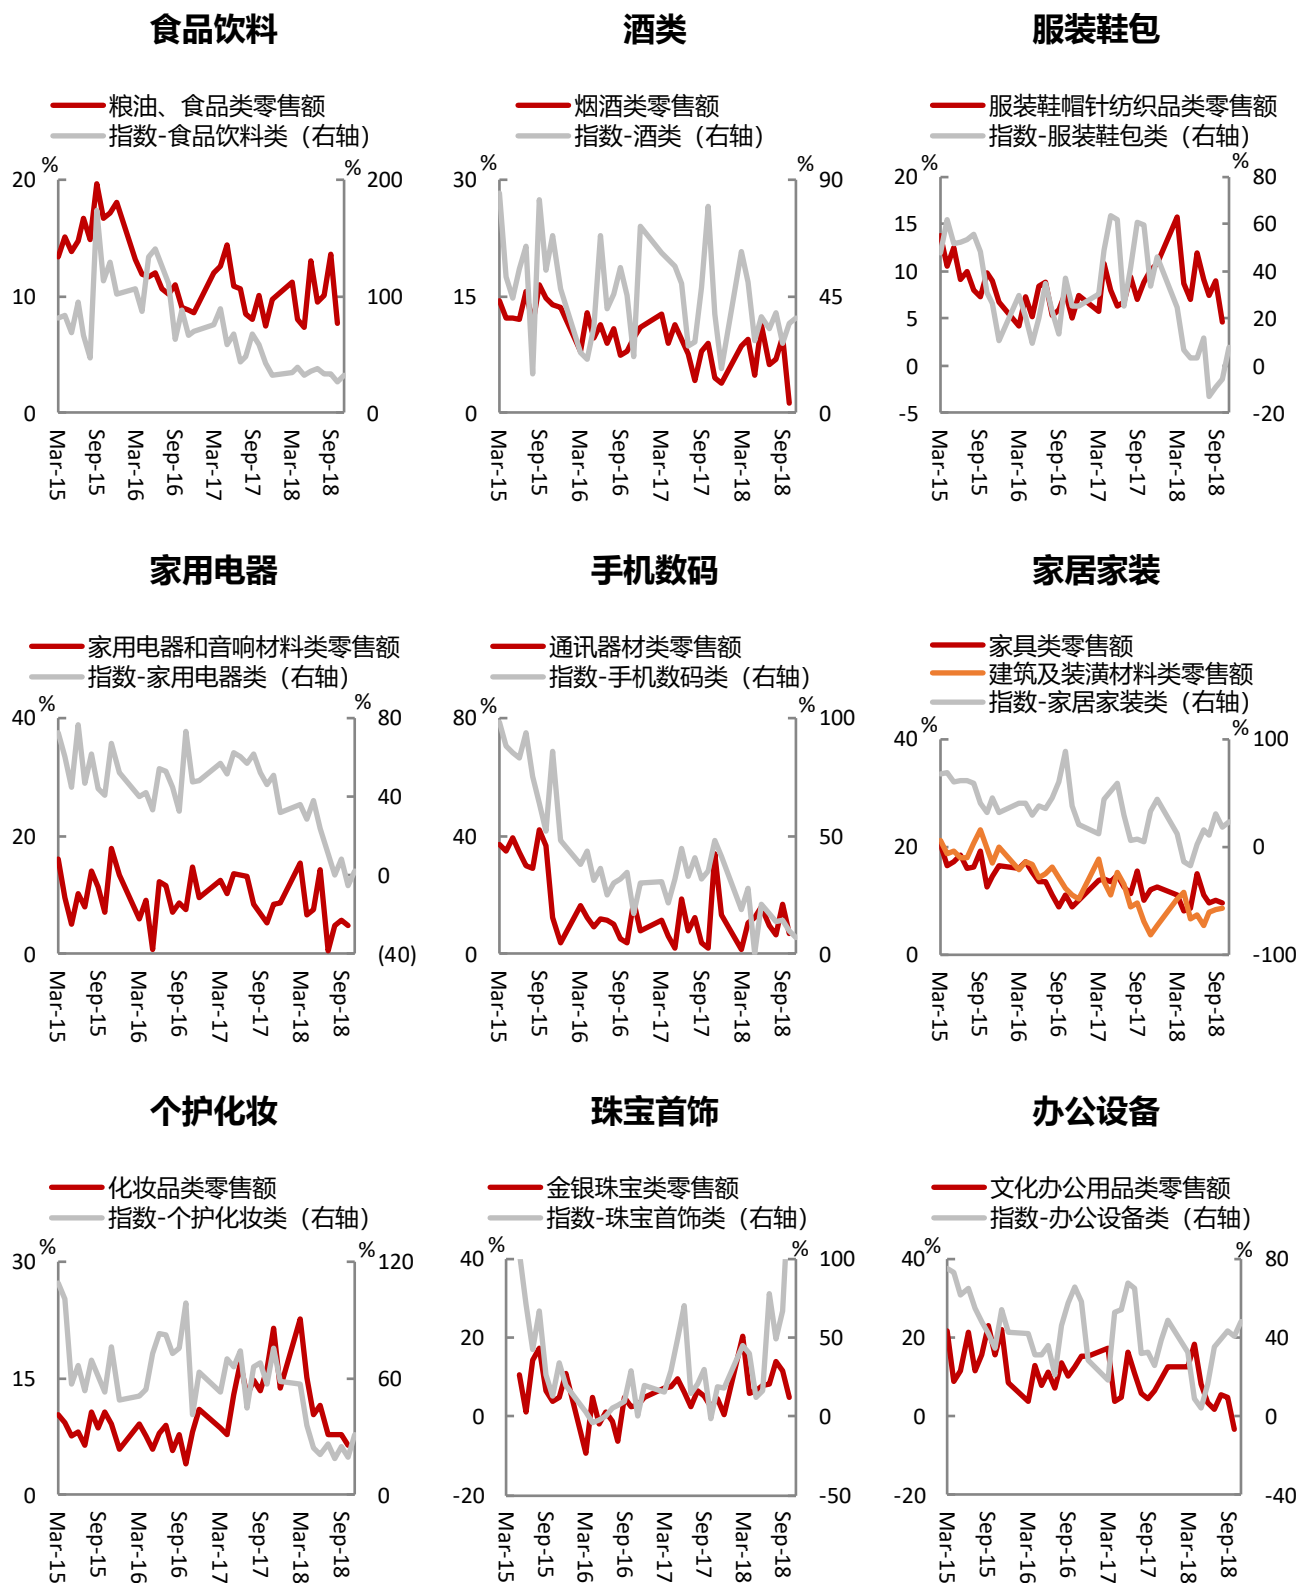 食品饮料
粮油、食品类零售额
指数-食品饮料类（右轴）
%
%
20
10
0
200
100
0
Mar-15
Sep-15
Mar-16
Sep-16
Mar-17
Sep-17
Mar-18
Sep-18
酒类
烟酒类零售额
指数-酒类（右轴）
%
%
30
15
0
90
45
0
Mar-15
Sep-15
Mar-16
Sep-16
Mar-17
Sep-17
Mar-18
Sep-18
服装鞋包
服装鞋帽针纺织品类零售额
指数-服装鞋包类（右轴）
%
%
20
15
10
5
0
-5
80
60
40
20
0
-20
Mar-15
Sep-15
Mar-16
Sep-16
Mar-17
Sep-17
Mar-18
Sep-18
家用电器
家用电器和音响材料类零售额
指数-家用电器类（右轴）
%
%
40
20
0
80
40
0
(40)
Mar-15
Sep-15
Mar-16
Sep-16
Mar-17
Sep-17
Mar-18
Sep-18
手机数码
通讯器材类零售额
指数-手机数码类（右轴）
%
%
80
40
0
100
50
0
Mar-15
Sep-15
Mar-16
Sep-16
Mar-17
Sep-17
Mar-18
Sep-18
家居家装
家具类零售额
建筑及装潢材料类零售额
指数-家居家装类（右轴）
%
%
40
20
0
100
0
-100
Mar-15
Sep-15
Mar-16
Sep-16
Mar-17
Sep-17
Mar-18
Sep-18
个护化妆
化妆品类零售额
指数-个护化妆类（右轴）
%
%
30
15
0
120
60
0
Mar-15
Sep-15
Mar-16
Sep-16
Mar-17
Sep-17
Mar-18
Sep-18
珠宝首饰
金银珠宝类零售额
指数-珠宝首饰类（右轴）
%
%
40
20
0
-20
100
50
0
-50
Mar-15
Sep-15
Mar-16
Sep-16
Mar-17
Sep-17
Mar-18
Sep-18
办公设备
文化办公用品类零售额
指数-办公设备类（右轴）
%
%
40
20
0
-20
80
40
0
-40
Mar-15
Sep-15
Mar-16
Sep-16
Mar-17
Sep-17
Mar-18
Sep-18